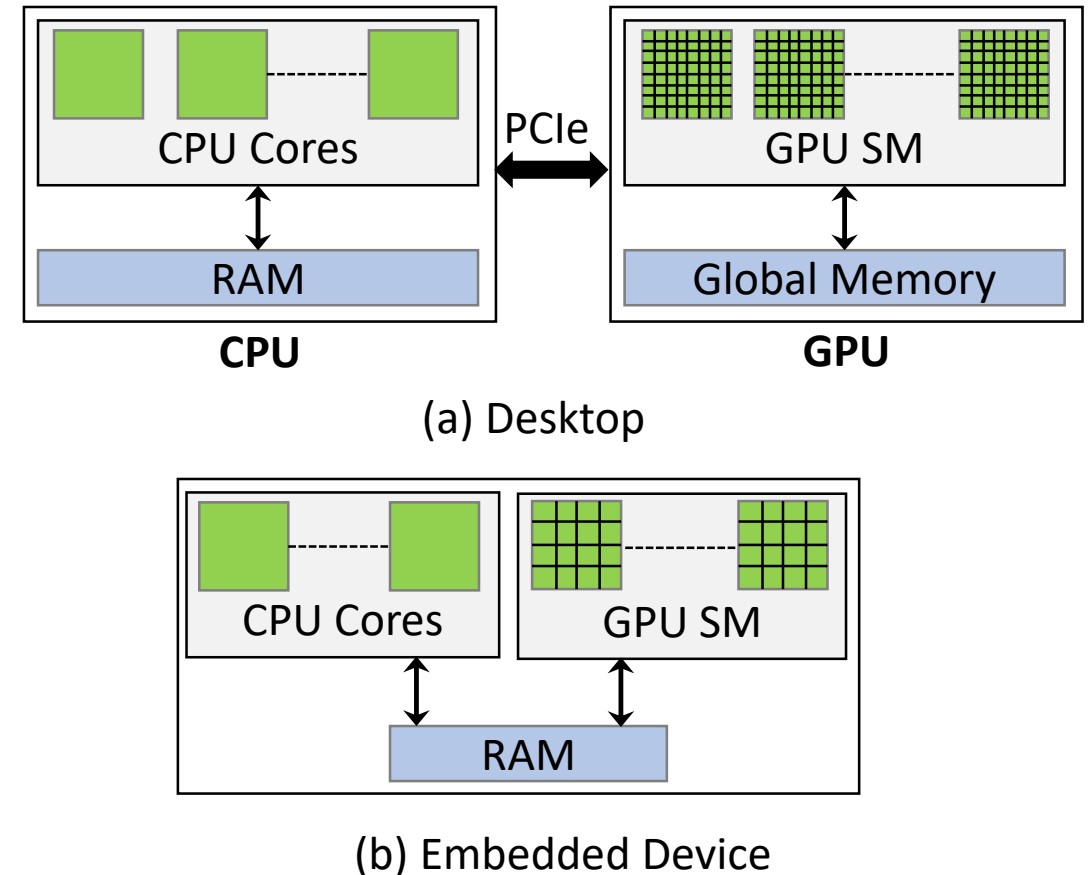 CPU Cores
PCIe
GPU SM
RAM
Global Memory
CPU
GPU
(a) Desktop
CPU Cores
GPU SM
RAM
(b) Embedded Device